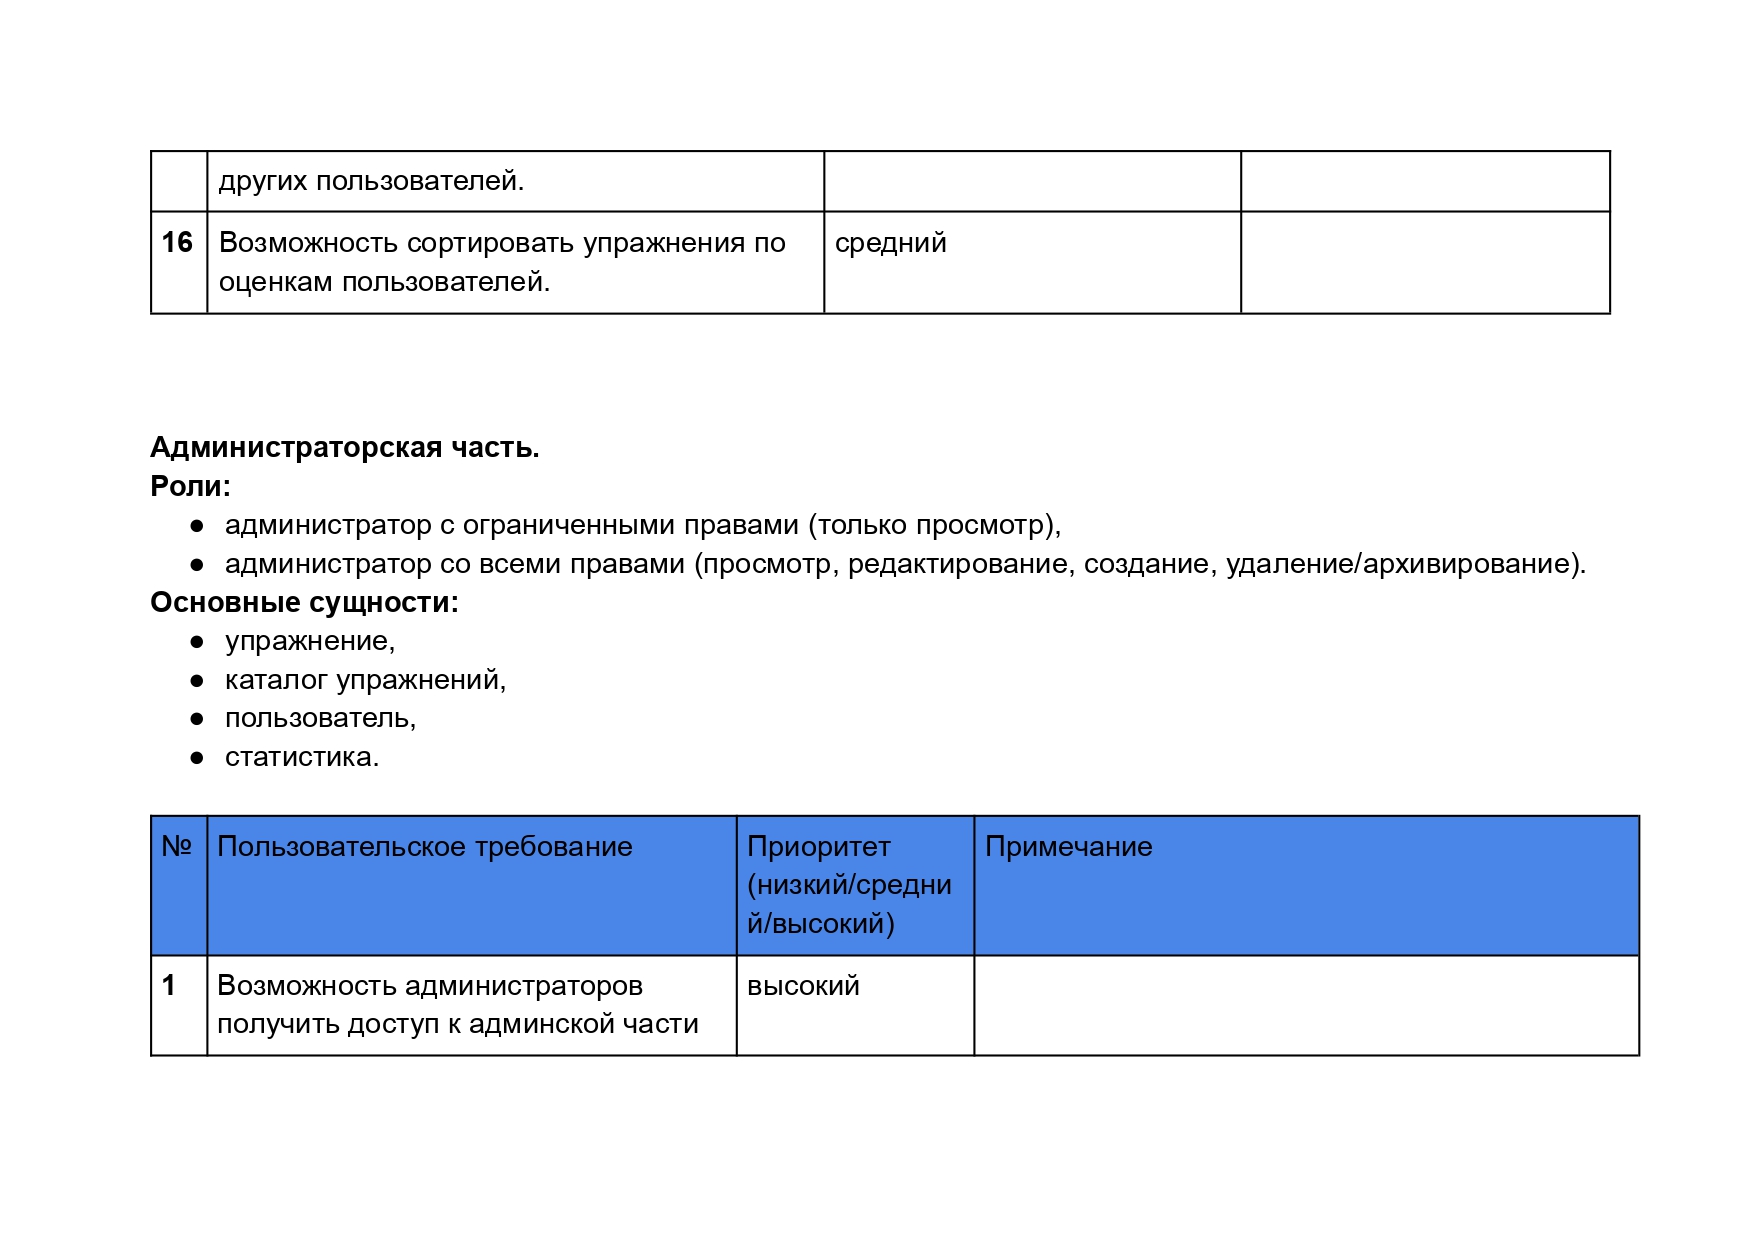 других пользователей.
16 Возможность сортировать упражнения по средний
оценкам пользователей.
Администраторская часть.
Роли:
● администратор с ограниченными правами (только просмотр),
● администратор со всеми правами (просмотр, редактирование, создание, удаление/архивирование).
Основные сущности:
● упражнение,
● каталог упражнений,
● пользователь,
● статистика.
№ Пользовательское требование Приоритет Примечание
(низкий/средни
й/высокий)
1 Возможность администраторов высокий
получить доступ к админской части